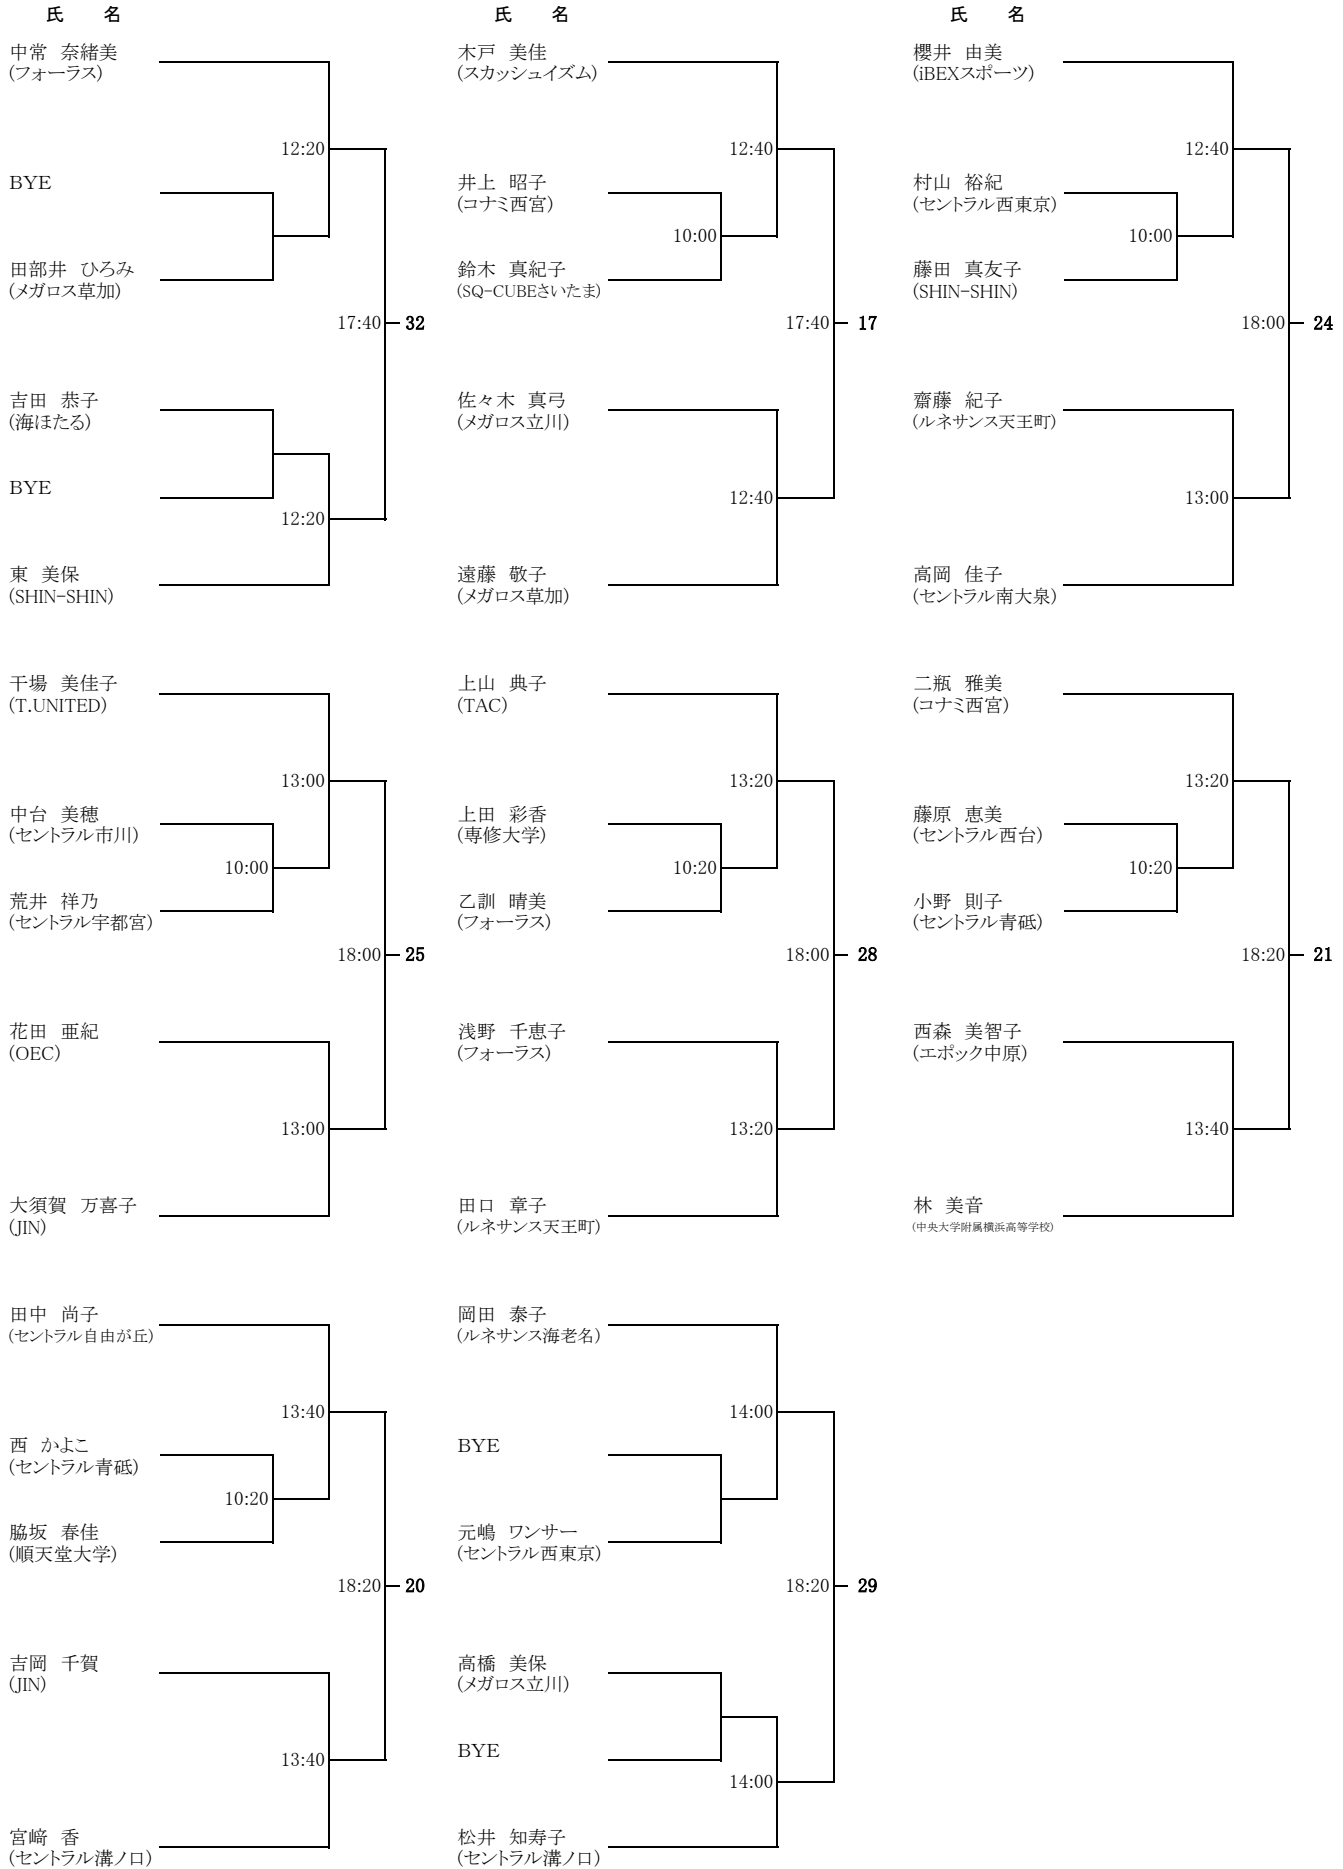 氏　名
中常　奈緒美
(フォーラス)
12:20
BYE
田部井　ひろみ
(メガロス草加)
17:40
32
吉田　恭子
(海ほたる)
BYE
12:20
東　美保
(SHIN-SHIN)
氏　名
木戸　美佳
(スカッシュイズム)
12:40
井上　昭子
(コナミ西宮)
10:00
鈴木　真紀子
(SQ-CUBEさいたま)
17:40
17
佐々木　真弓
(メガロス立川)
12:40
遠藤　敬子
(メガロス草加)
氏　名
櫻井　由美
(iBEXスポーツ)
12:40
村山　裕紀
(セントラル西東京)
10:00
藤田　真友子
(SHIN-SHIN)
18:00
24
齋藤　紀子
(ルネサンス天王町)
13:00
高岡　佳子
(セントラル南大泉)
干場　美佳子
(T.UNITED)
13:00
中台　美穂
(セントラル市川)
10:00
荒井　祥乃
(セントラル宇都宮)
18:00
25
花田　亜紀
(OEC)
13:00
大須賀　万喜子
(JIN)
上山　典子
(TAC)
13:20
上田　彩香
(専修大学)
10:20
乙訓　晴美
(フォーラス)
18:00
28
浅野　千恵子
(フォーラス)
13:20
田口　章子
(ルネサンス天王町)
二瓶　雅美
(コナミ西宮)
13:20
藤原　恵美
(セントラル西台)
10:20
小野　則子
(セントラル青砥)
18:20
21
西森　美智子
(エポック中原)
13:40
林　美音
(中央大学附属横浜高等学校)
田中　尚子
(セントラル自由が丘)
13:40
西　かよこ
(セントラル青砥)
10:20
脇坂　春佳
(順天堂大学)
18:20
20
吉岡　千賀
(JIN)
13:40
宮﨑　香
(セントラル溝ノ口)
岡田　泰子
(ルネサンス海老名)
14:00
BYE
元嶋　ワンサー
(セントラル西東京)
18:20
29
高橋　美保
(メガロス立川)
BYE
14:00
松井　知寿子
(セントラル溝ノ口)